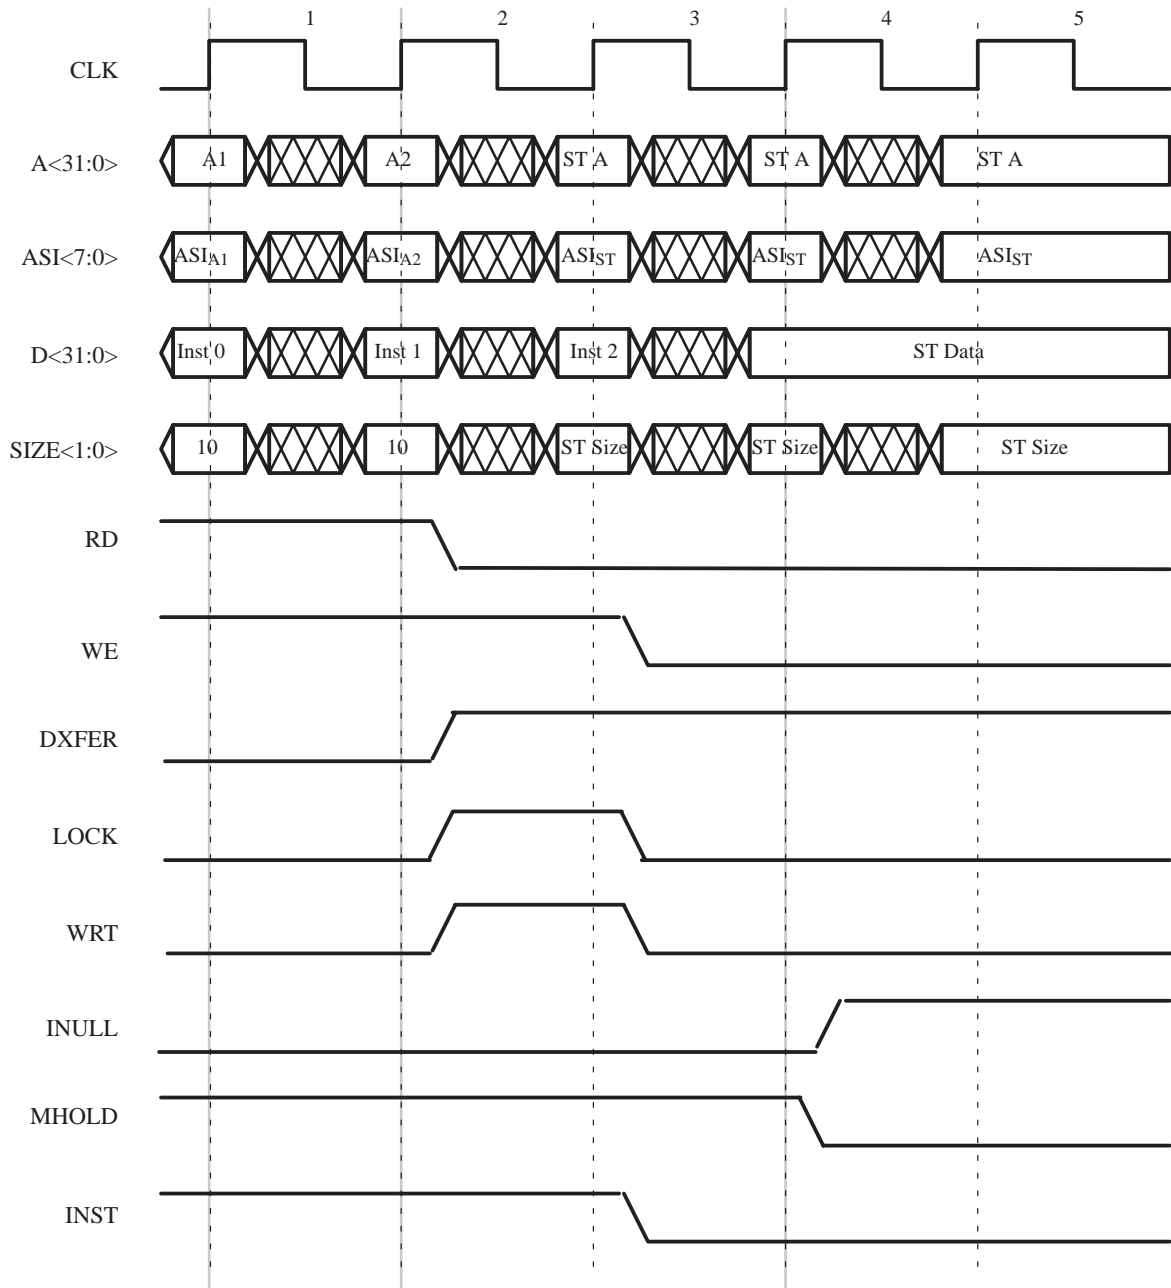 1 2 3 4 5
CLK
A<31:0> A1 A2 ST A ST A ST A
ASI<7:0> ASIA1 ASIA2 ASIST ASIST ASIST
D<31:0> Inst 0 Inst 1 Inst 2 ST Data
SIZE<1:0> 10 10 ST Size ST Size ST Size
RD
WE
DXFER
LOCK
WRT
INULL
MHOLD
INST